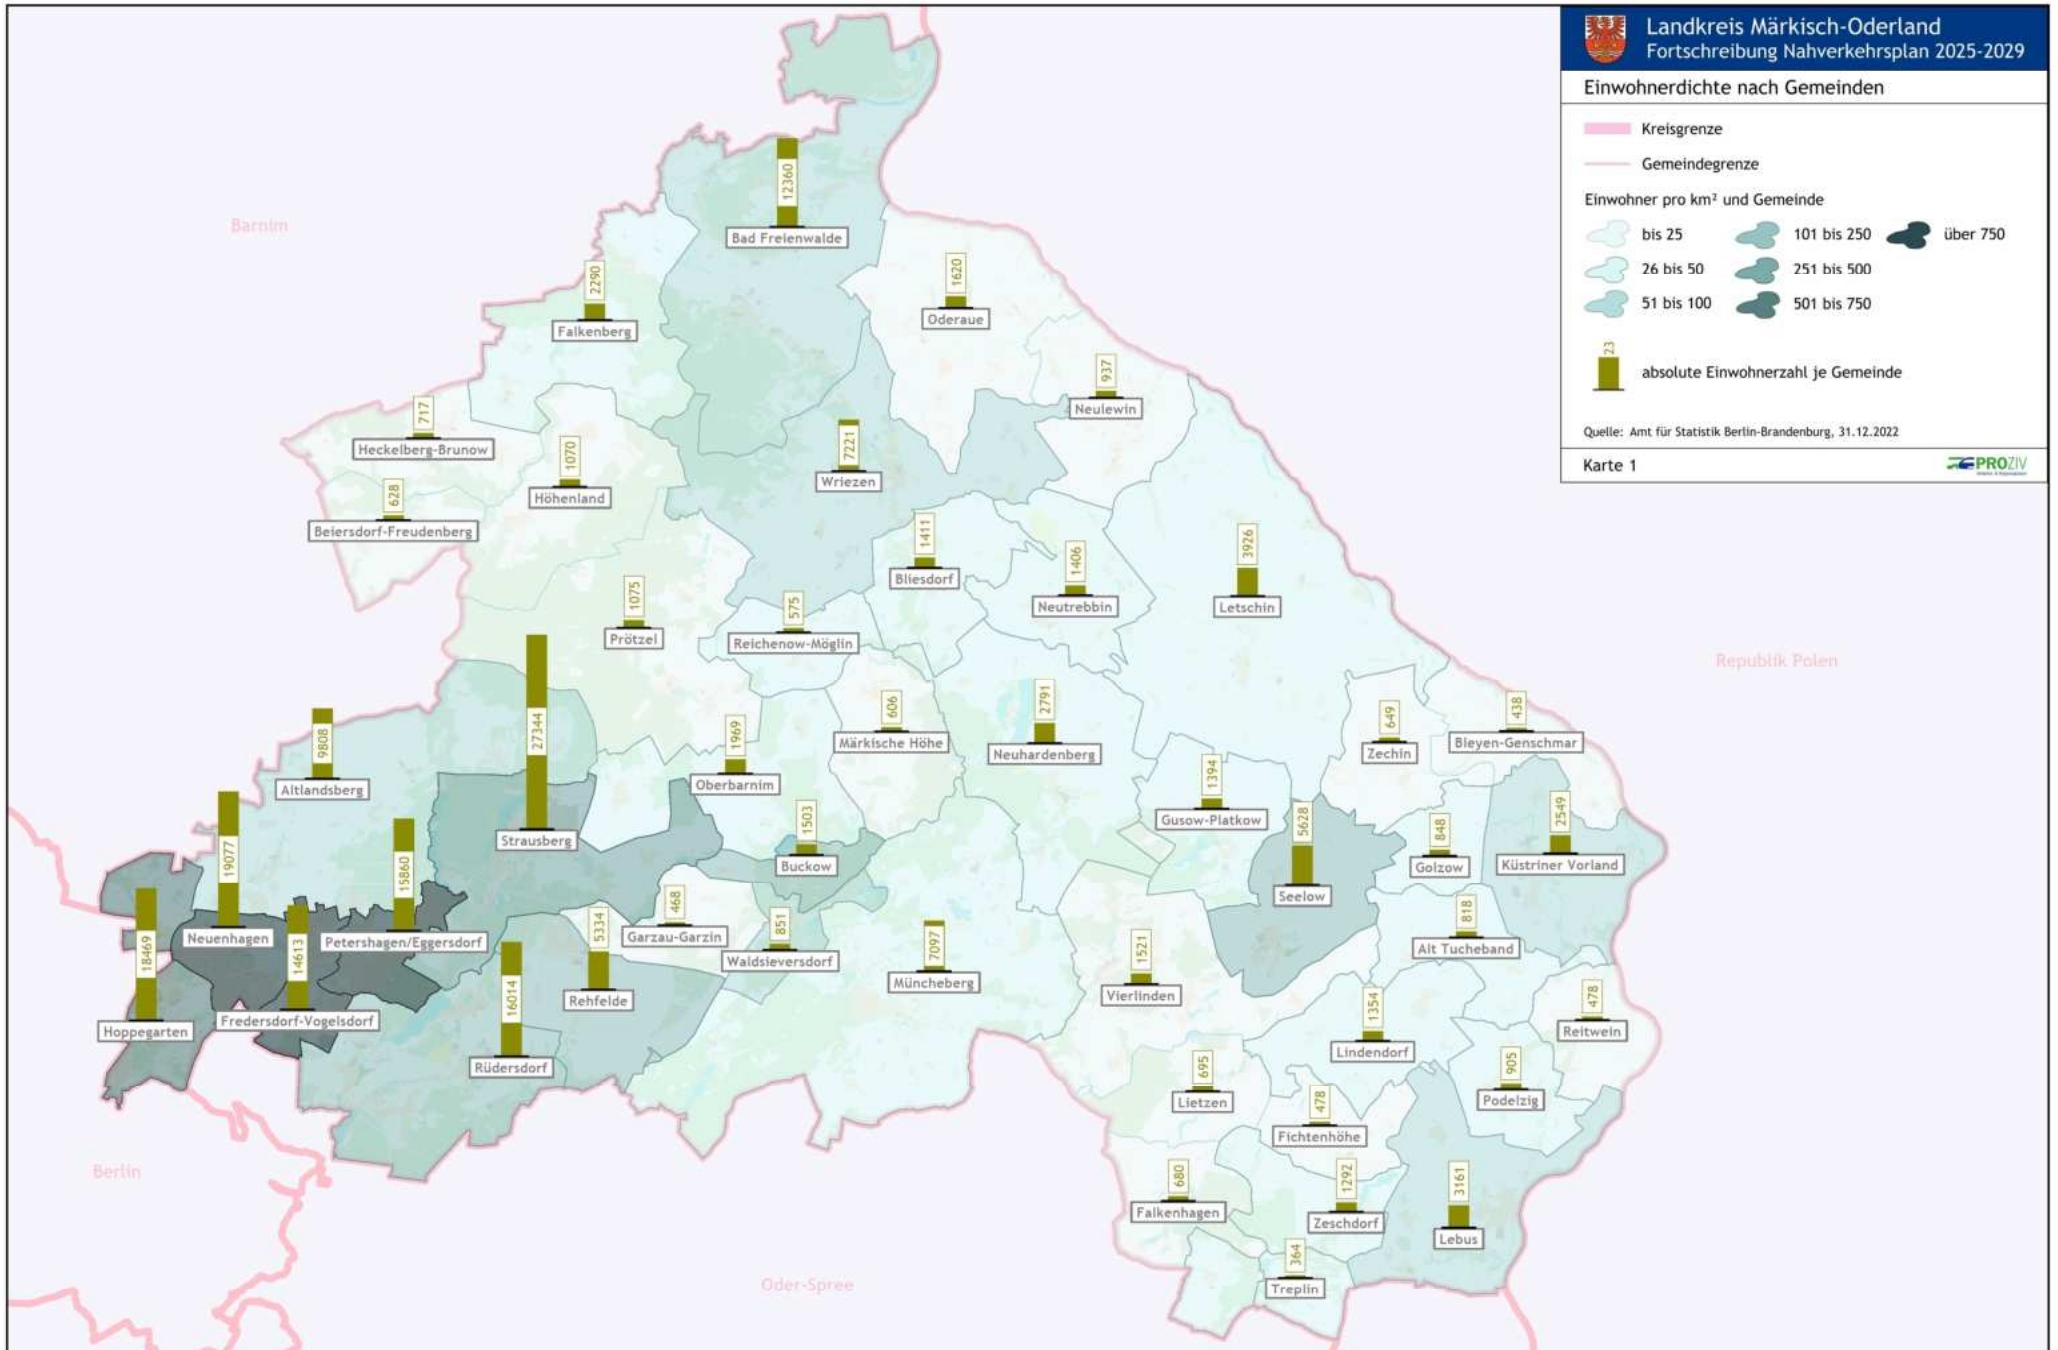 Landkreis Märkisch-Oderland
Fortschreibung Nahverkehrsplan 2025-2029
Einwohnerdichte nach Gemeinden
Kreisgrenze
Gemeindegrenze
Einwohner pro km² und Gemeinde
bis 25
101 bis 250
über 750
26 bis 50
251 bis 500
51 bis 100
501 bis 750
23
absolute Einwohnerzahl je Gemeinde
Quelle: Amt für Statistik Berlin-Brandenburg, 31.12.2022
Karte 1
PROZIV
Barnim
12360
Bad Freienwalde
2290
Falkenberg
1620
Oderaue
937
Neulewin
717
Heckelberg-Brunow
1070
Höhenland
7221
Wriezen
628
Beiersdorf-Freudenberg
1411
Bliesdorf
1406
Neutrebbin
3926
Letschin
1075
Prötzel
575
Reichenow-Möglin
Republik Polen
9808
Altlandsberg
27344
Strausberg
1969
Oberbarnim
606
Märkische Höhe
2791
Neuhardenberg
649
Zechin
438
Bleyen-Genschmar
1394
Gusow-Platkow
1503
Buckow
5628
Seelow
848
Golzow
2549
Küstriner Vorland
19077
Neuenhagen
15860
Petershagen/Eggersdorf
468
Garzau-Garzin
851
Waldsieversdorf
818
Alt Tucheband
18469
Hoppegarten
14613
Fredersdorf-Vogelsdorf
16014
Rüdersdorf
5334
Rehfelde
7097
Müncheberg
1521
Vierlinden
1354
Lindendorf
478
Reitwein
695
Lietzen
478
Fichtenhöhe
905
Podelzig
Berlin
680
Falkenhagen
1292
Zeschdorf
3161
Lebus
Oder-Spree
364
Treplin